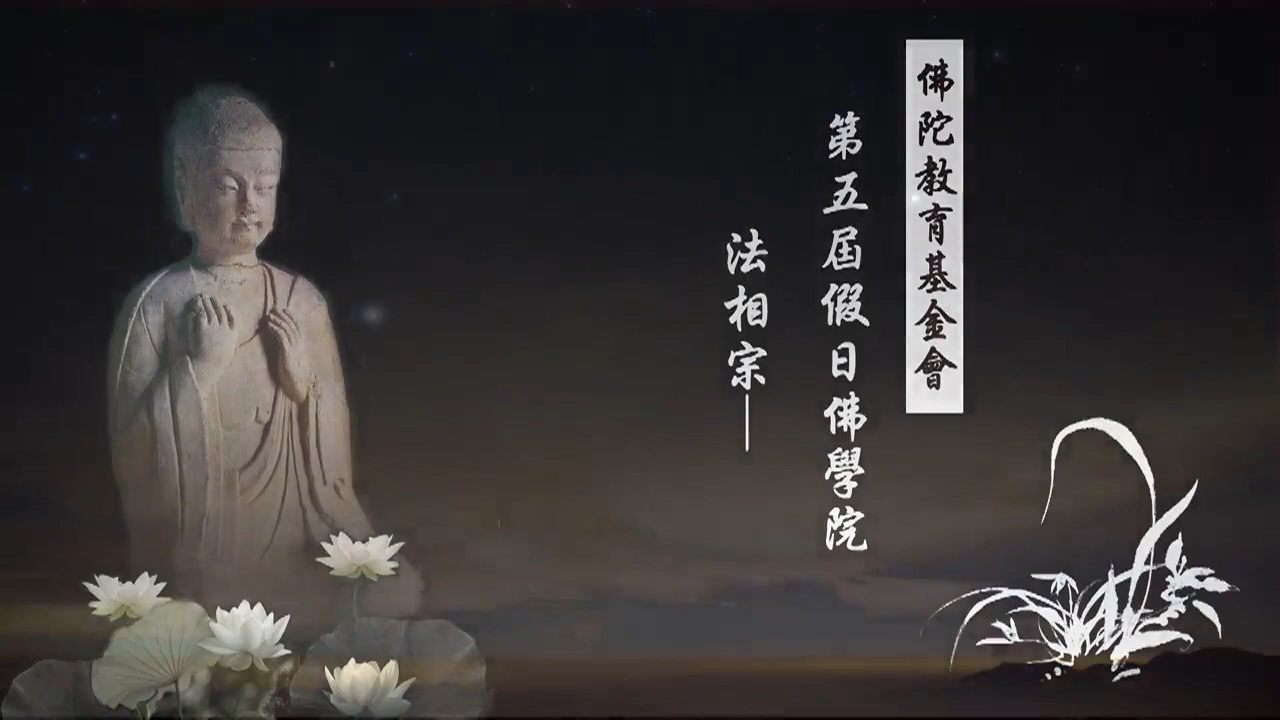 佛陀教育基金會
第五屆假日佛學院
法相宗—